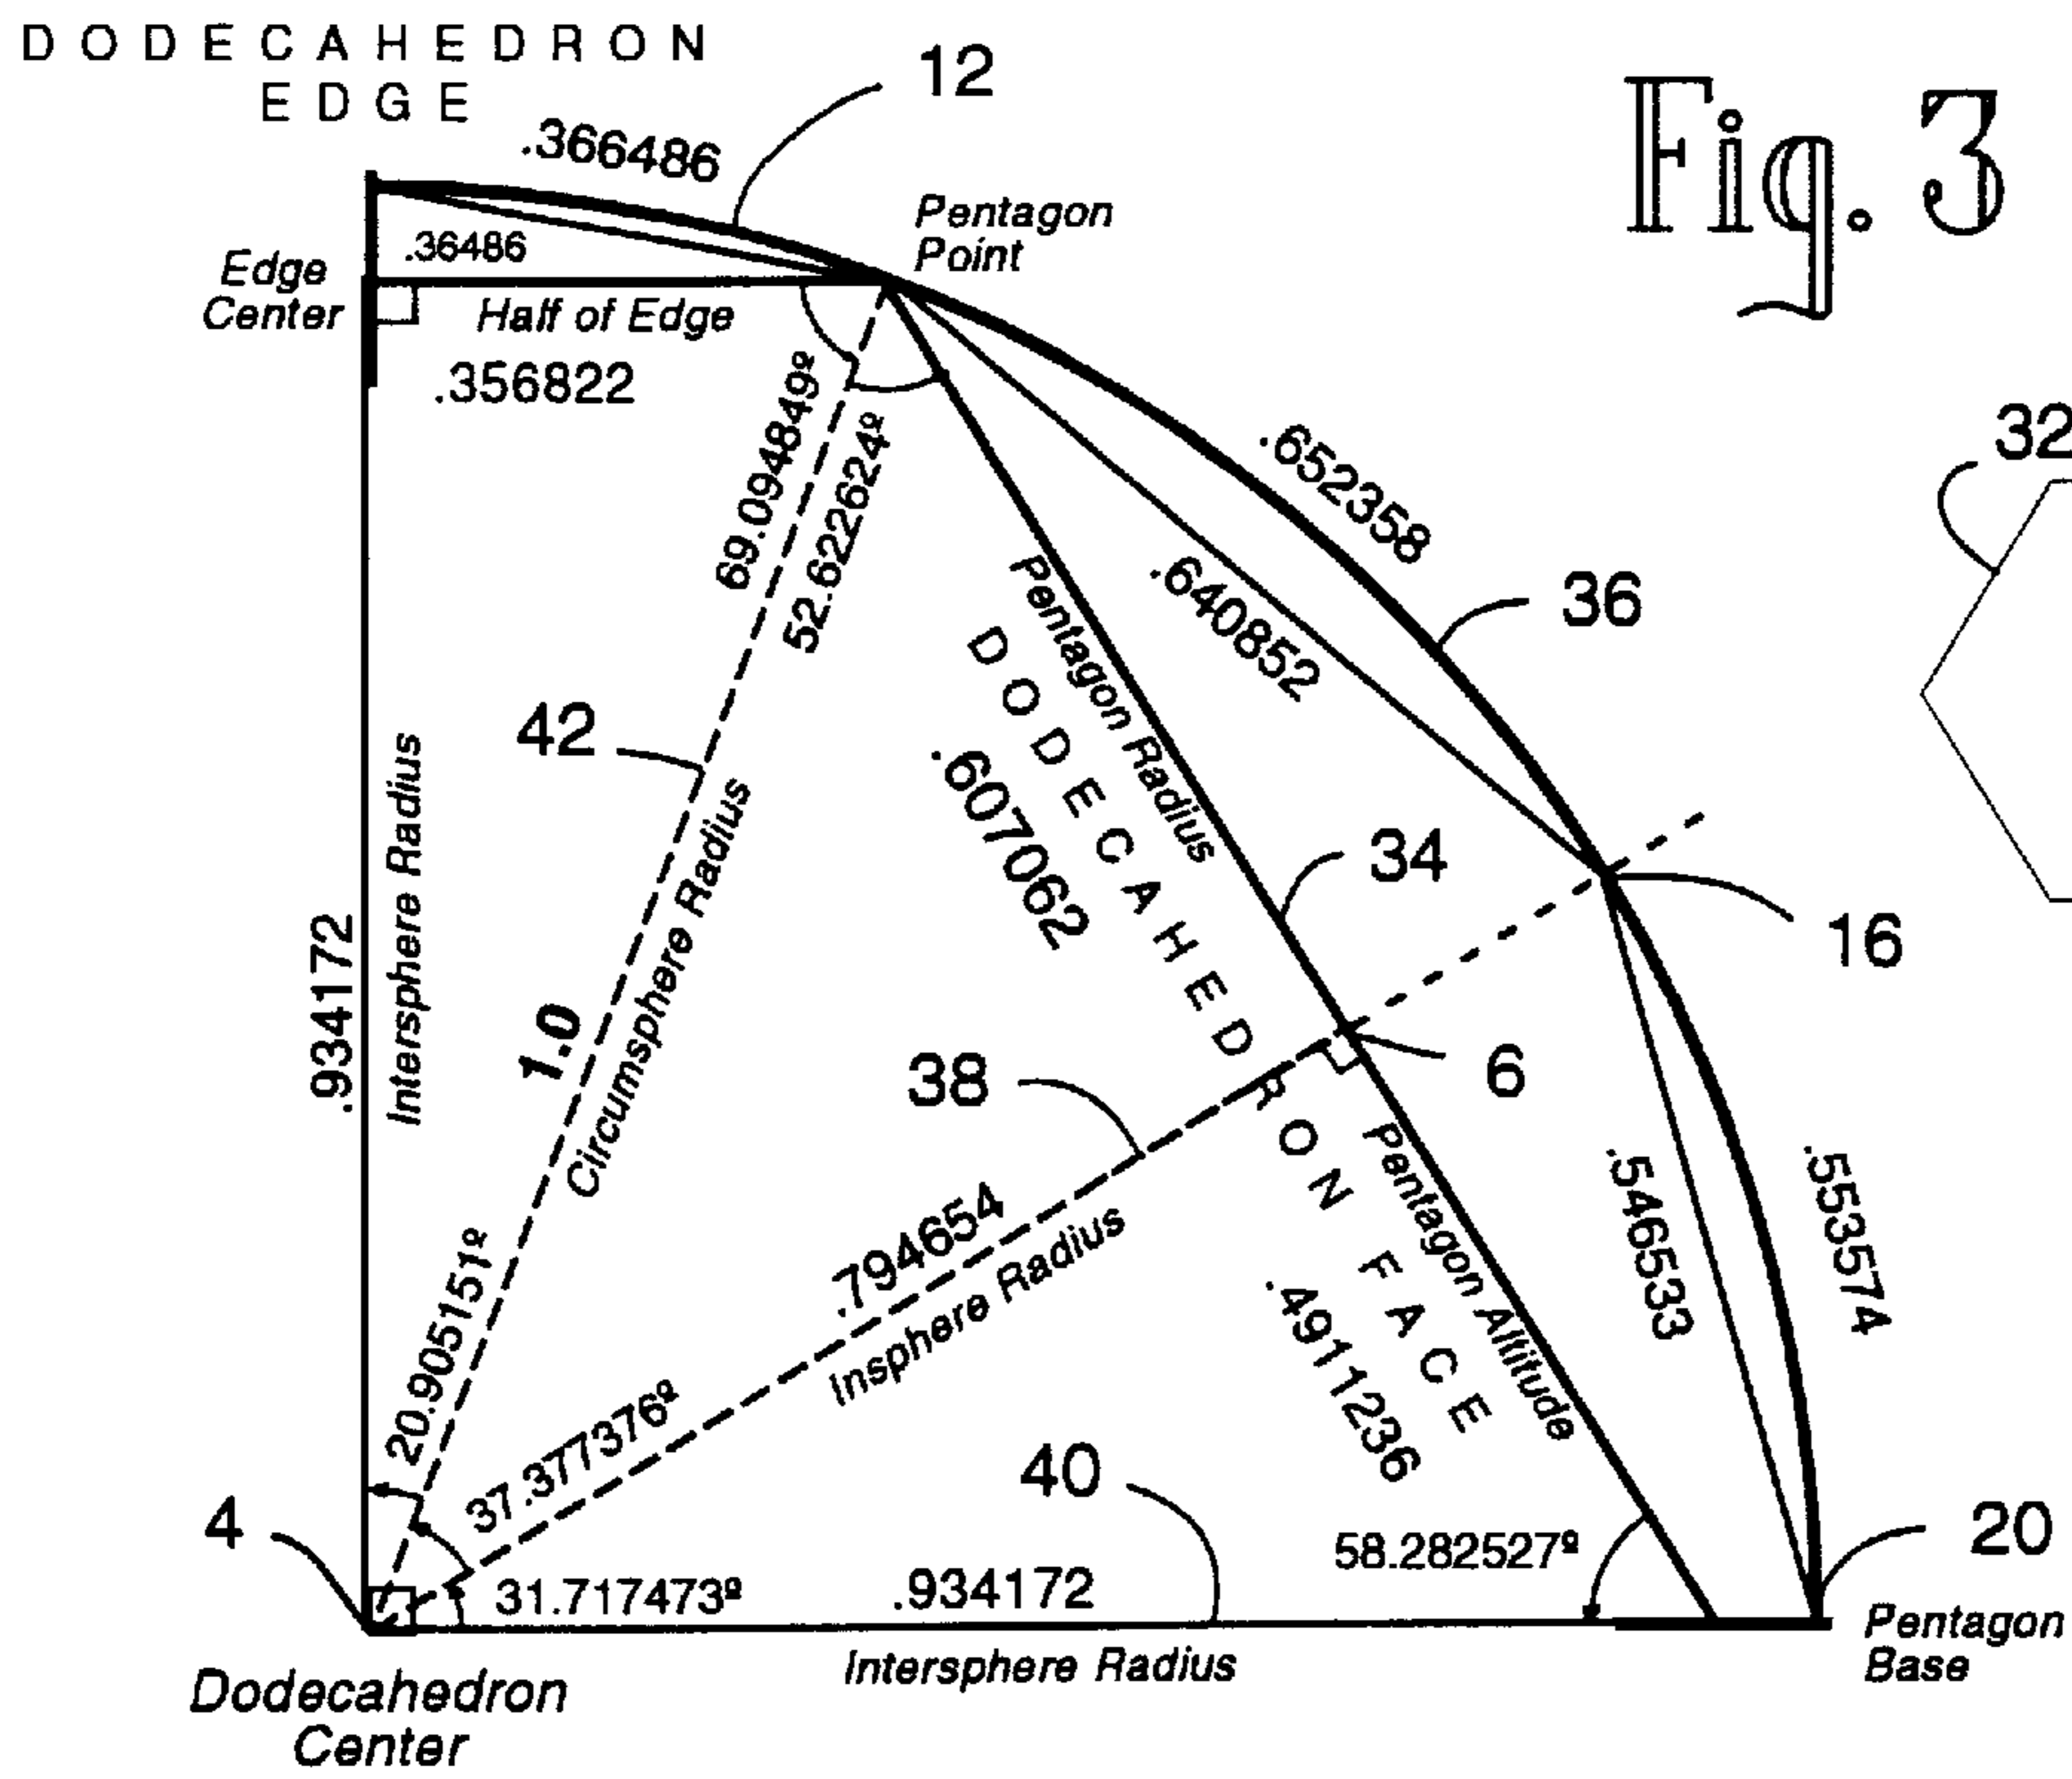 DODECAHEDRON
EDGE
12
Fig. 3
.366486
Pentagon
Point
.36486
Edge
Center
Half of Edge
.356822
69.094849º
52.622624º
.652358
32
.640852
36
Pentagon Radius
DODECAHEDRON FACE
.607062
42
Intersphere Radius
.934172
1.0
Circumsphere Radius
34
16
6
38
.794654
Insphere Radius
Pentagon Altitude
.4911236
.546533
.553574
20.905151º
37.377376º
40
4
31.717473º
.934172
58.282527º
20
Intersphere Radius
Pentagon
Base
Dodecahedron
Center